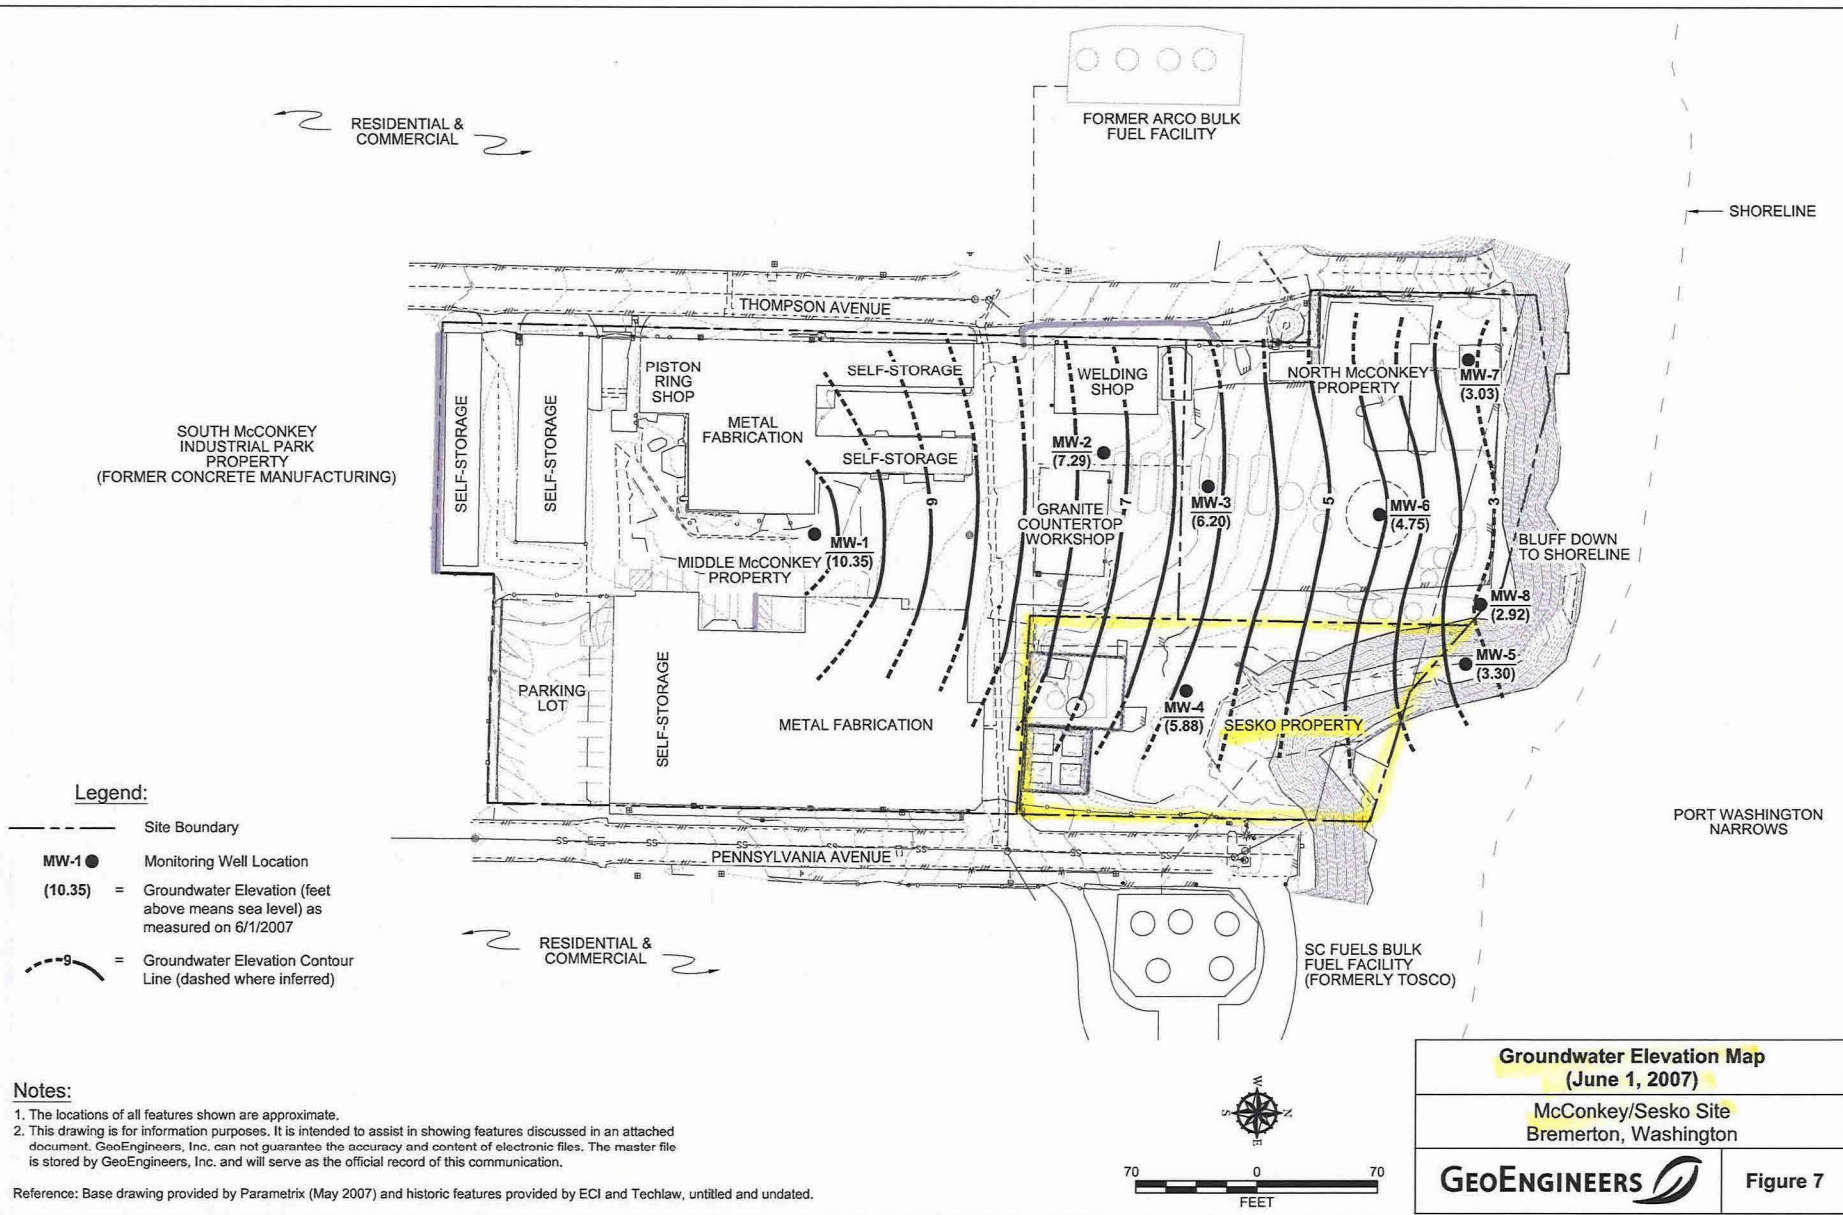 FORMER ARCO BULK
FUEL FACILITY
RESIDENTIAL &
COMMERCIAL
SHORELINE
THOMPSON AVENUE
PISTON
RING
SHOP
SELF-STORAGE
METAL
FABRICATION
SELF-STORAGE
SELF-STORAGE
SELF-STORAGE
WELDING
SHOP
NORTH McCONKEY
PROPERTY
MW-7
(3.03)
SOUTH McCONKEY
INDUSTRIAL PARK
PROPERTY
(FORMER CONCRETE MANUFACTURING)
MW-2
(7.29)
9
7
5
3
MW-3
(6.20)
MW-6
(4.75)
GRANITE
COUNTERTOP
WORKSHOP
MW-1
(10.35)
MIDDLE McCONKEY
PROPERTY
BLUFF DOWN
TO SHORELINE
MW-8
(2.92)
MW-5
(3.30)
PARKING
LOT
SELF-STORAGE
METAL FABRICATION
MW-4
(5.88)
SESKO PROPERTY
PORT WASHINGTON
NARROWS
SS
SS
SS
SS
SS
PENNSYLVANIA AVENUE
Legend:
Site Boundary
MW-1 Monitoring Well Location
(10.35) = Groundwater Elevation (feet
above means sea level) as
measured on 6/1/2007
9 = Groundwater Elevation Contour
Line (dashed where inferred)
RESIDENTIAL &
COMMERCIAL
SC FUELS BULK
FUEL FACILITY
(FORMERLY TOSCO)
Notes:
1. The locations of all features shown are approximate.
2. This drawing is for information purposes. It is intended to assist in showing features discussed in an attached
document. GeoEngineers, Inc. can not guarantee the accuracy and content of electronic files. The master file
is stored by GeoEngineers, Inc. and will serve as the official record of this communication.
Reference: Base drawing provided by Parametrix (May 2007) and historic features provided by ECI and Techlaw, untitled and undated.
W
S N
E
70 0 70
FEET
Groundwater Elevation Map
(June 1, 2007)
McConkey/Sesko Site
Bremerton, Washington
GEOENGINEERS
Figure 7